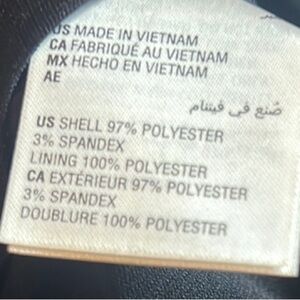 US MADE IN VIETNAM
CA FABRIQUÉ AU VIETNAM
MX HECHO EN VIETNAM
AE
صُنع في فيتنام
US SHELL 97% POLYESTER
3% SPANDEX
LINING 100% POLYESTER
CA EXTÉRIEUR 97% POLYESTER
3% SPANDEX
DOUBLURE 100% POLYESTER